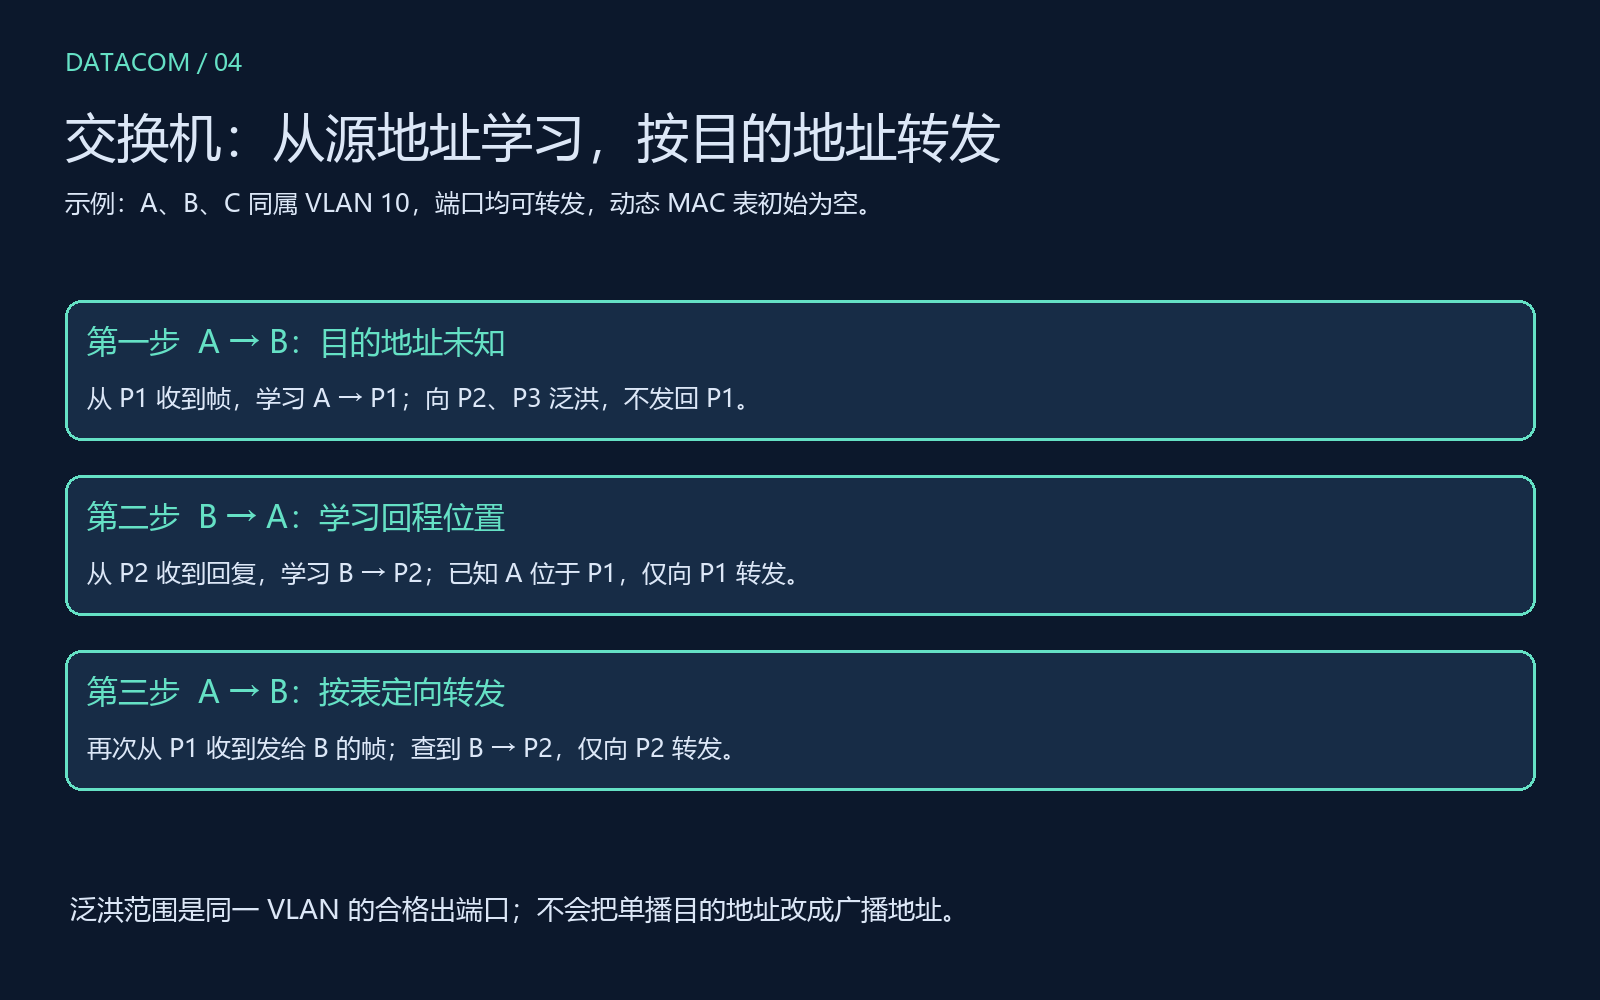 DATACOM / 04
交换机：从源地址学习，按目的地址转发
示例：A、B、C 同属 VLAN 10，端口均可转发，动态 MAC 表初始为空。
第一步 A → B：目的地址未知
从 P1 收到帧，学习 A → P1；向 P2、P3 泛洪，不发回 P1。
第二步 B → A：学习回程位置
从 P2 收到回复，学习 B → P2；已知 A 位于 P1，仅向 P1 转发。
第三步 A → B：按表定向转发
再次从 P1 收到发给 B 的帧；查到 B → P2，仅向 P2 转发。
泛洪范围是同一 VLAN 的合格出端口；不会把单播目的地址改成广播地址。